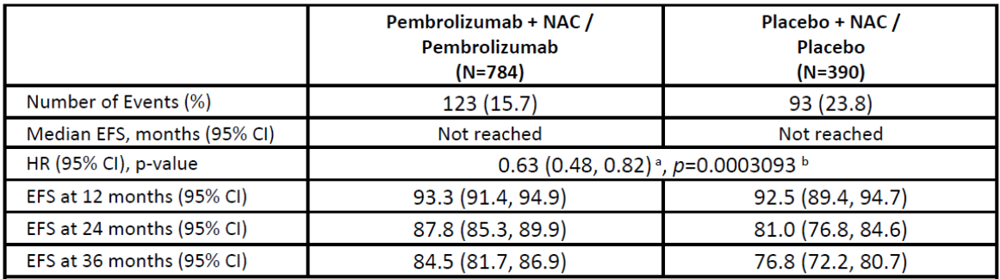 Pembrolizumab + NAC / Pembrolizumab (N=784) Placebo + NAC / Placebo (N=390)
Number of Events (%) 123 (15.7) 93 (23.8)
Median EFS, months (95% CI) Not reached Not reached
HR (95% CI), p-value 0.63 (0.48, 0.82) a, p=0.0003093 b
EFS at 12 months (95% CI) 93.3 (91.4, 94.9) 92.5 (89.4, 94.7)
EFS at 24 months (95% CI) 87.8 (85.3, 89.9) 81.0 (76.8, 84.6)
EFS at 36 months (95% CI) 84.5 (81.7, 86.9) 76.8 (72.2, 80.7)